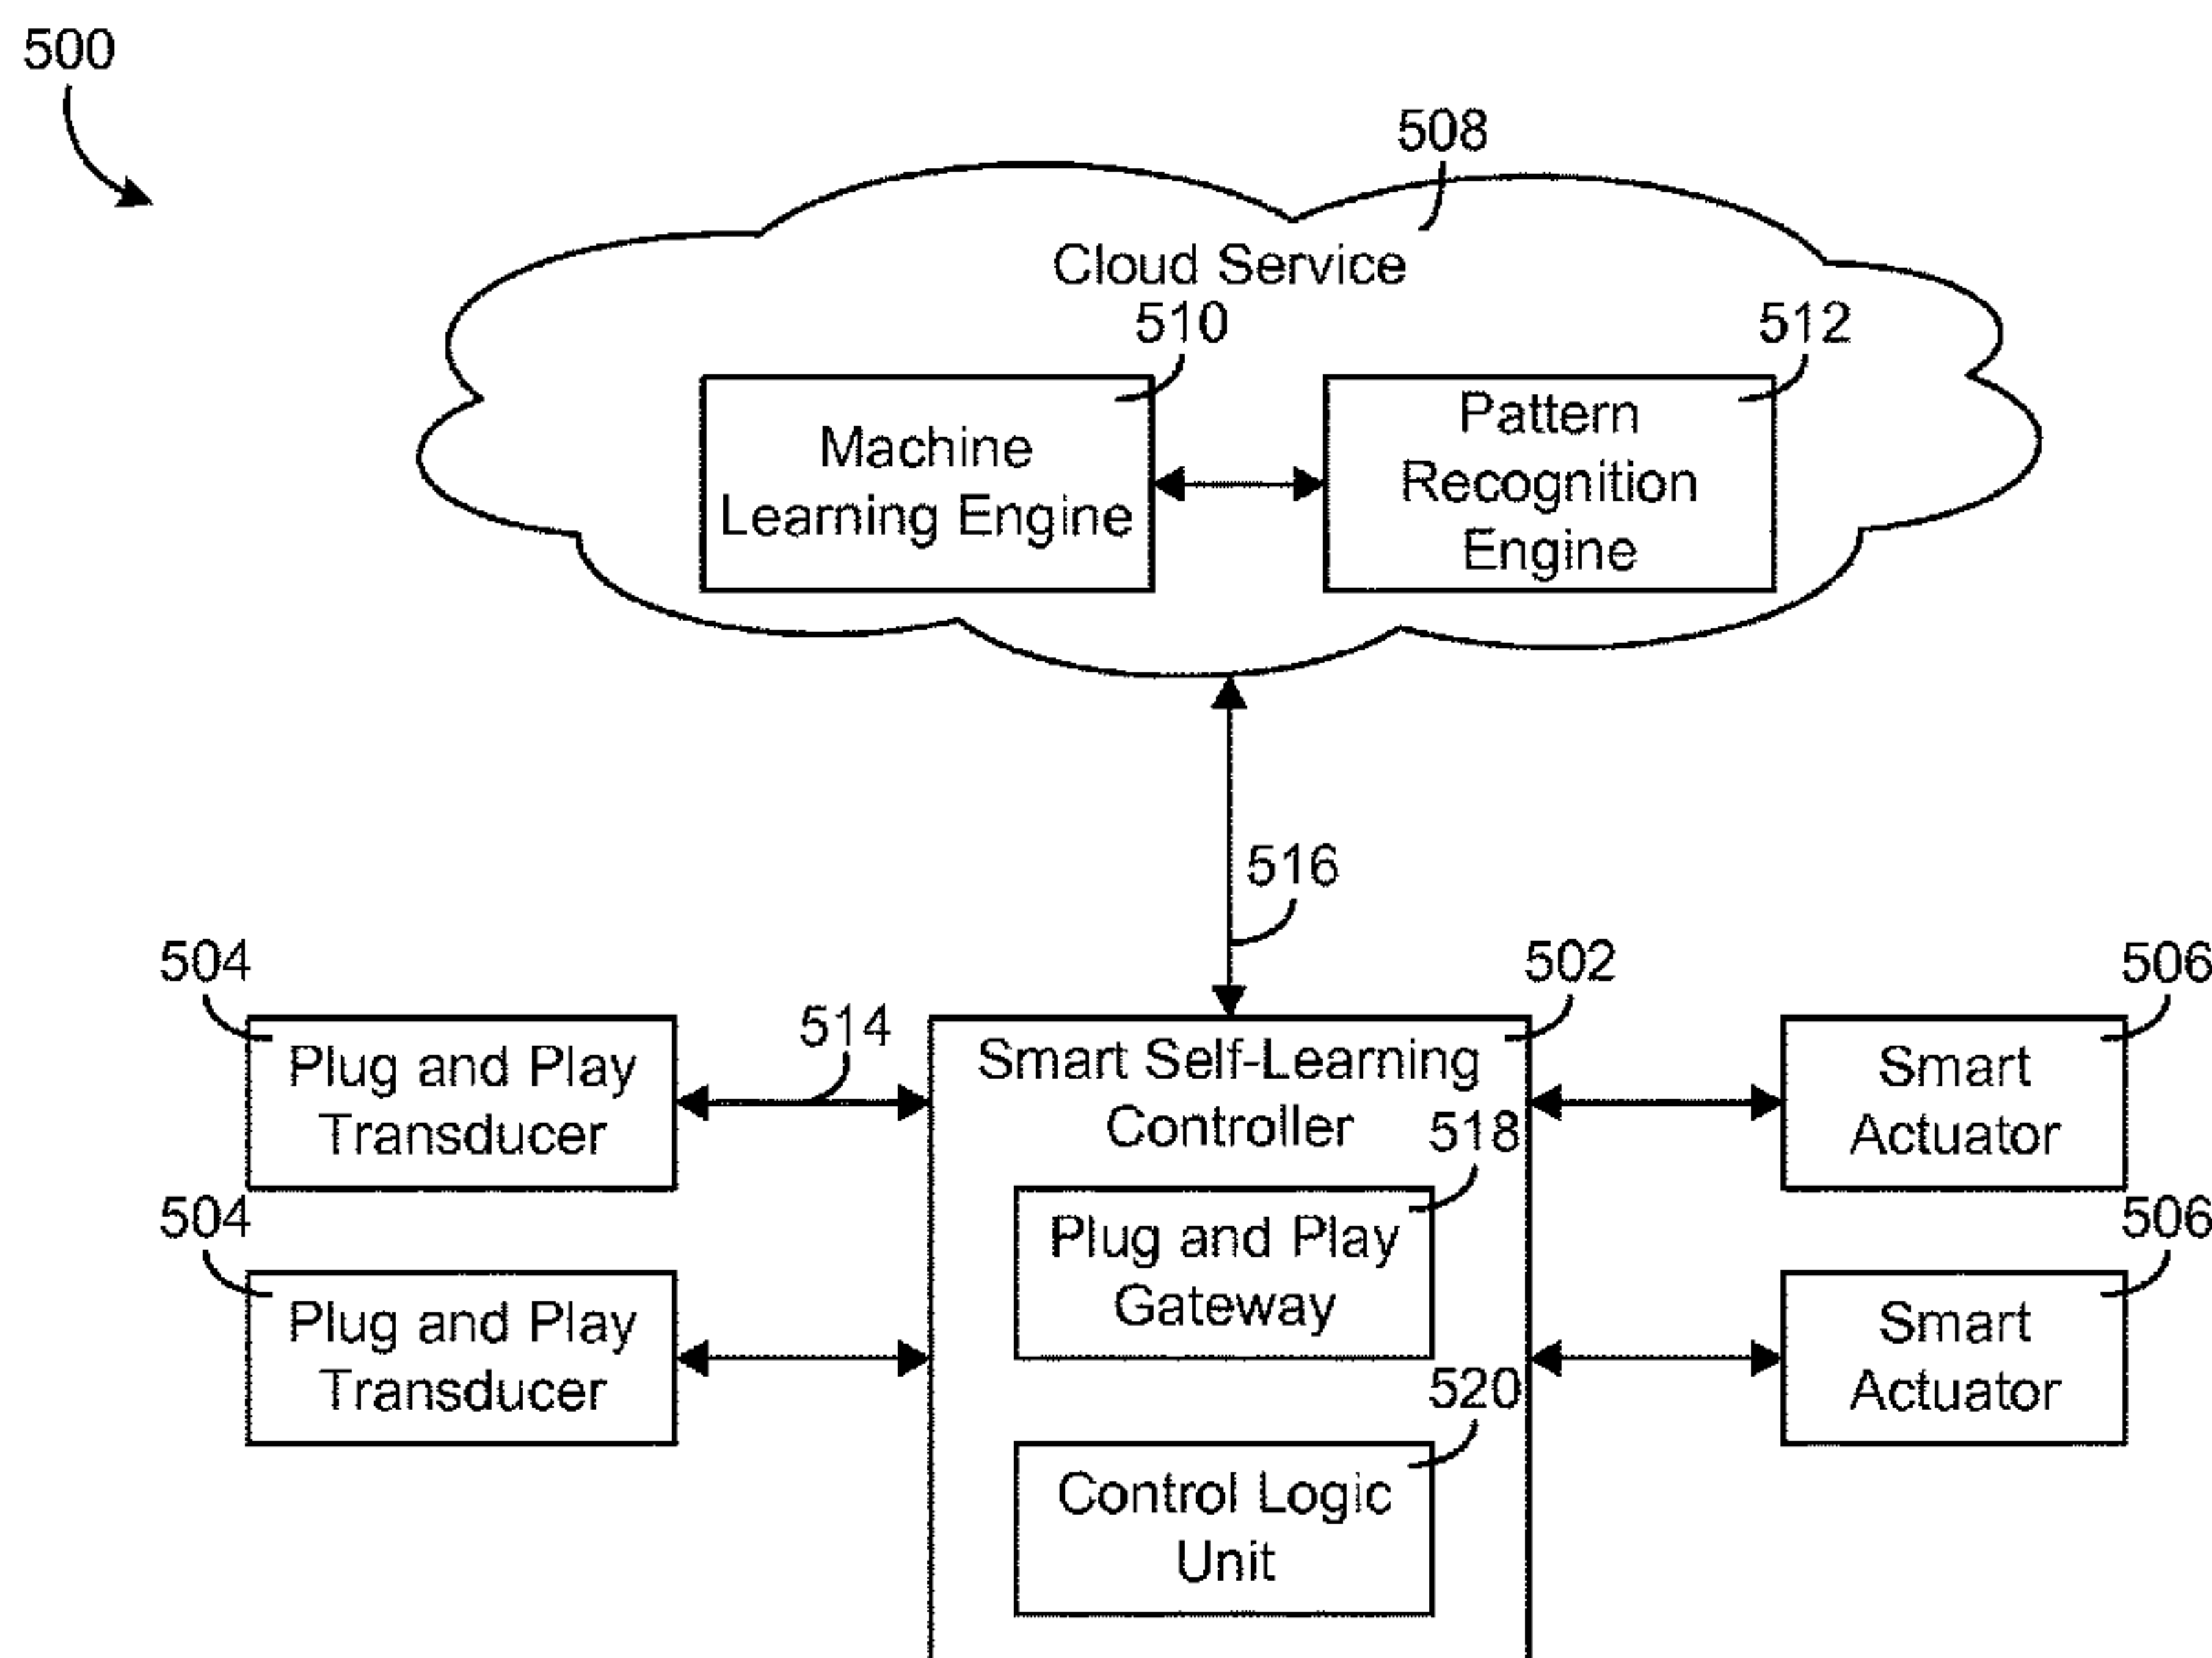 500
508
Cloud Service
510
512
Machine
Learning Engine
Pattern
Recognition
Engine
516
504
514
502
506
Plug and Play
Transducer
Smart Self-Learning
Controller
Smart
Actuator
518
504
506
Plug and Play
Gateway
Plug and Play
Transducer
Smart
Actuator
520
Control Logic
Unit